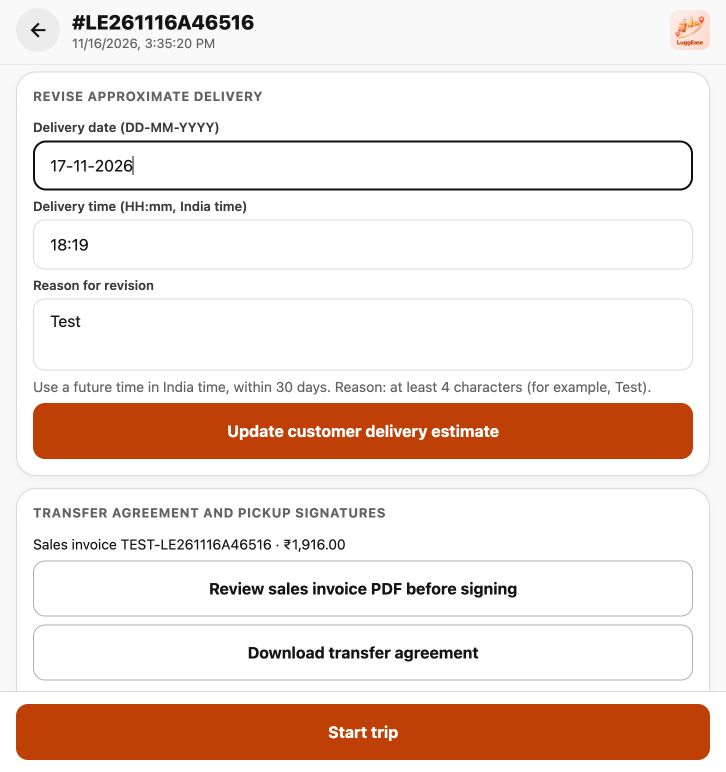 #LE261116A46516
11/16/2026, 3:35:20 PM
LuggEase
REVISE APPROXIMATE DELIVERY
Delivery date (DD-MM-YYYY)
17-11-2026
Delivery time (HH:mm, India time)
18:19
Reason for revision
Test
Use a future time in India time, within 30 days. Reason: at least 4 characters (for example, Test).
Update customer delivery estimate
TRANSFER AGREEMENT AND PICKUP SIGNATURES
Sales invoice TEST-LE261116A46516 · ₹1,916.00
Review sales invoice PDF before signing
Download transfer agreement
Start trip